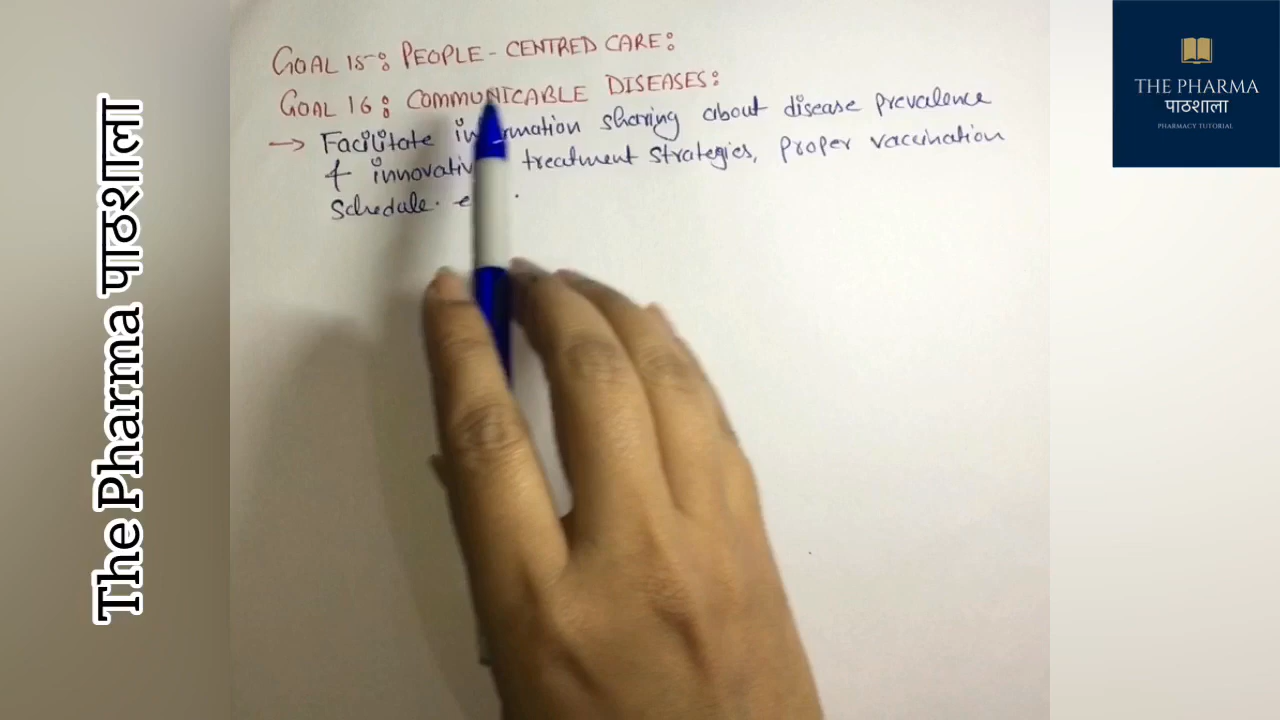 GOAL 15 : PEOPLE - CENTRED CARE :
GOAL 16 : COMMUNICABLE DISEASES :
→ Facilitate information sharing about disease prevalence
& innovative treatment strategies, proper vaccination
schedule.
The Pharma पाठशाला
THE PHARMA
पाठशाला
PHARMACY TUTORIAL